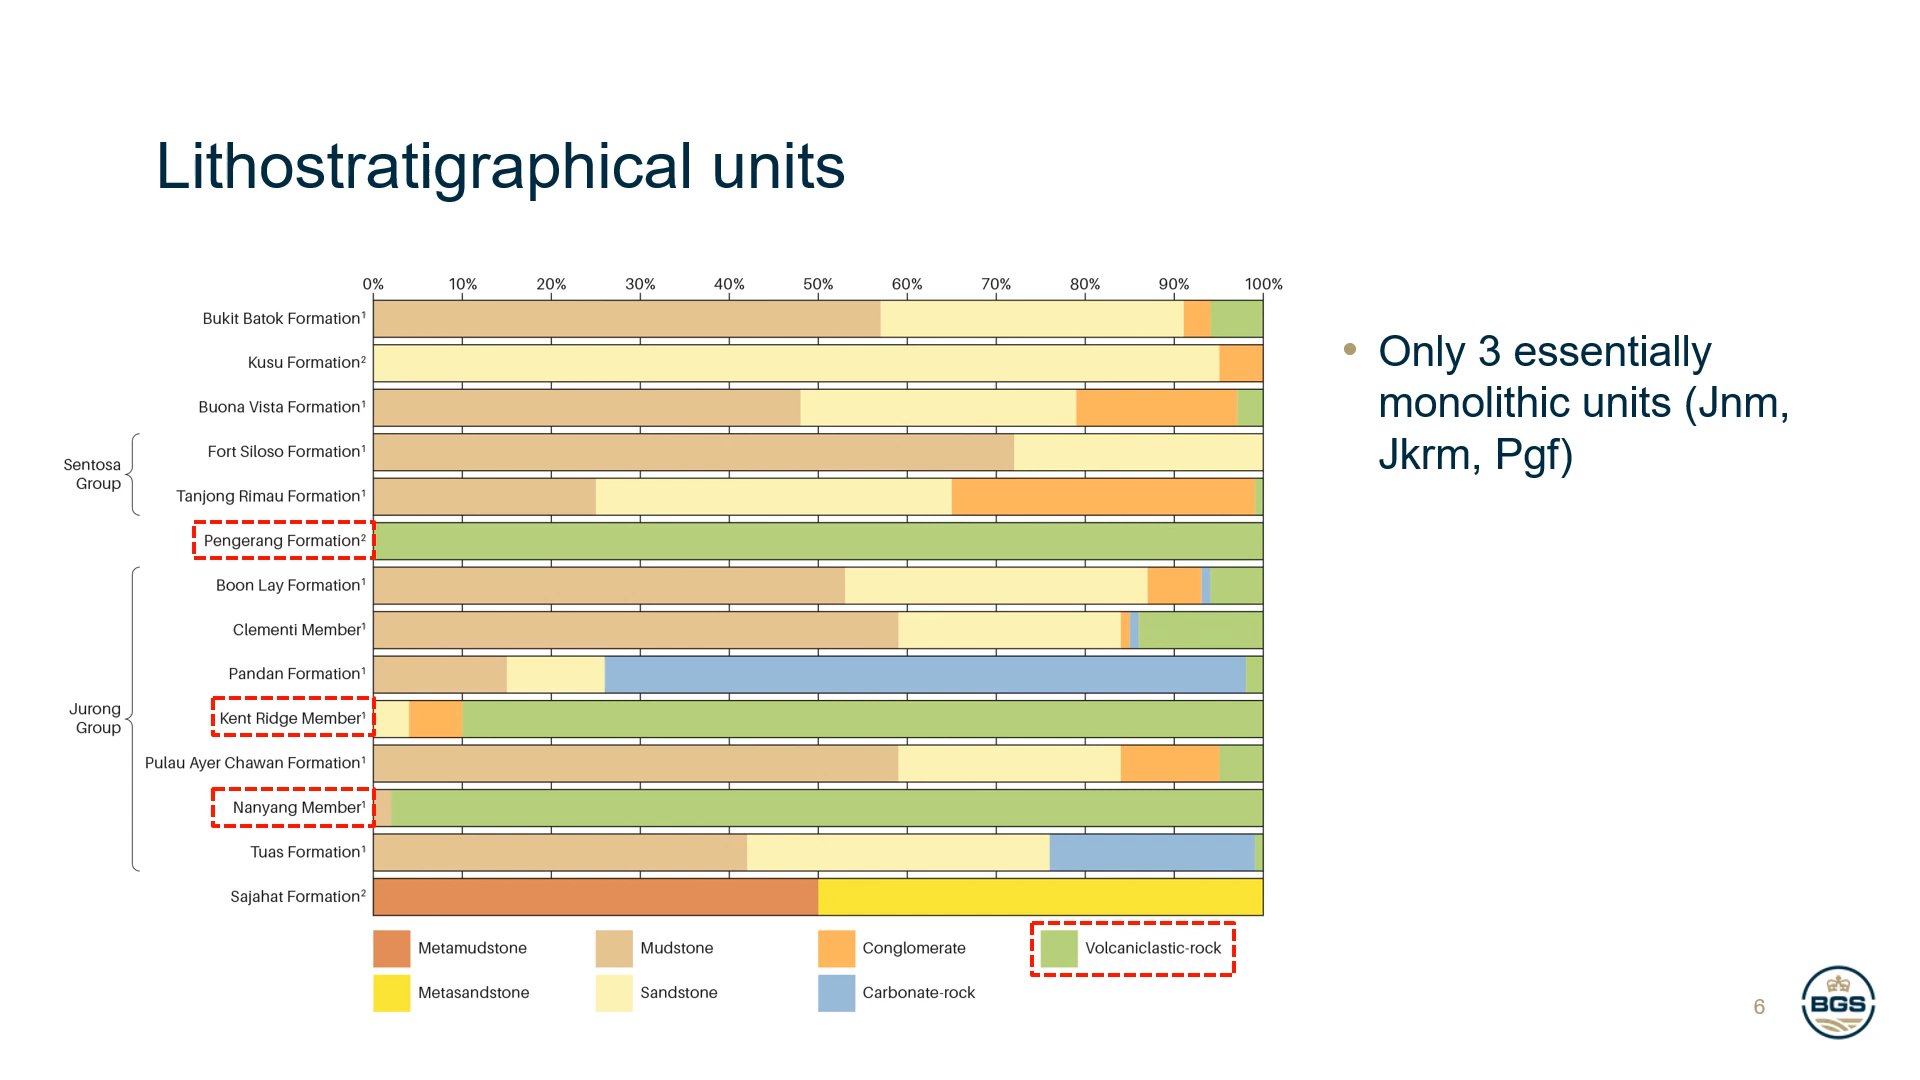 Lithostratigraphical units
0% 10% 20% 30% 40% 50% 60% 70% 80% 90% 100%
Bukit Batok Formation¹
Kusu Formation²
Buona Vista Formation¹
Sentosa
Group
Fort Siloso Formation¹
Tanjong Rimau Formation¹
Pengerang Formation²
Jurong
Group
Boon Lay Formation¹
Clementi Member¹
Pandan Formation¹
Kent Ridge Member¹
Pulau Ayer Chawan Formation¹
Nanyang Member¹
Tuas Formation¹
Sajahat Formation²
Metamudstone Mudstone Conglomerate Volcaniclastic-rock
Metasandstone Sandstone Carbonate-rock
• Only 3 essentially
monolithic units (Jnm,
Jkrm, Pgf)
6
BGS